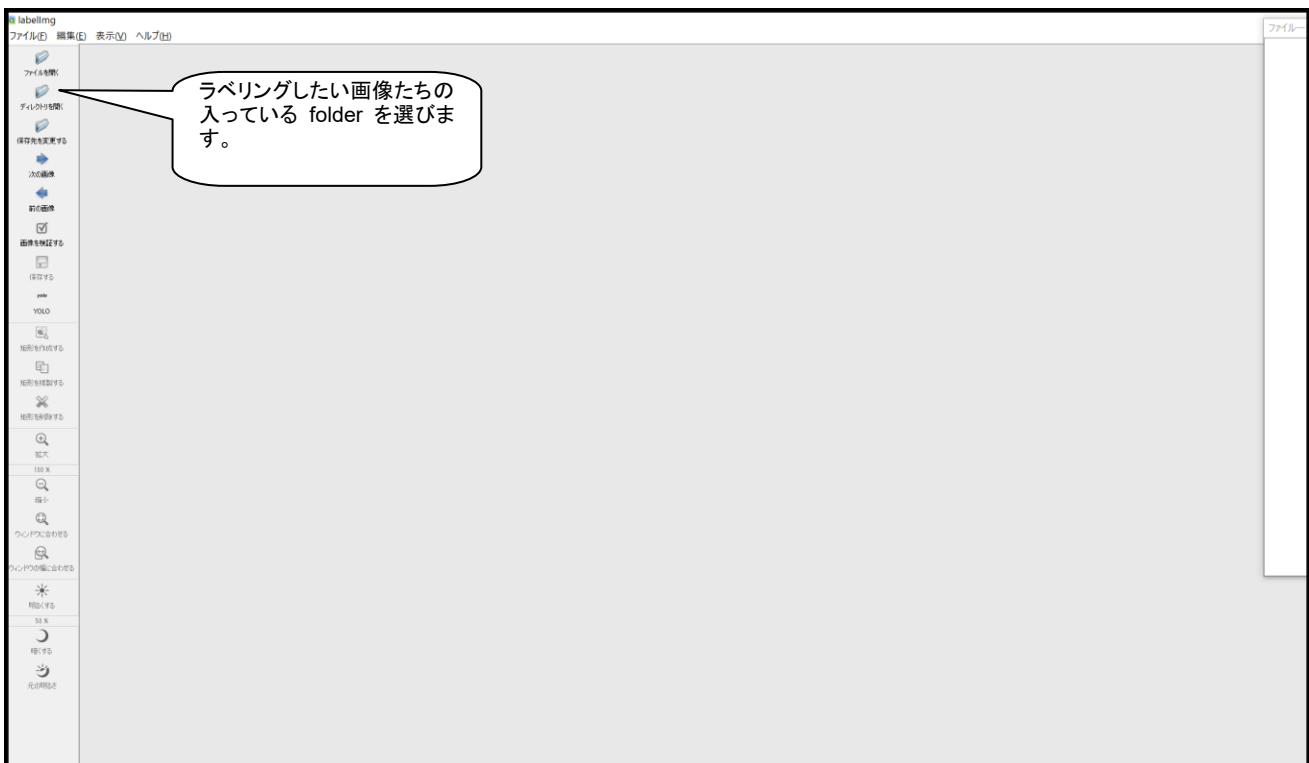 labelImg
ファイル(F) 編集(E) 表示(V) ヘルプ(H)
ファイルを開く
ディレクトリを開く
保存先を変更する
次の画像
前の画像
画像を検証する
保存する
yolo
YOLO
矩形を作成する
矩形を複製する
矩形を削除する
拡大
100 %
縮小
ウィンドウに合わせる
ウィンドウの幅に合わせる
明るくする
50 %
暗くする
元の明るさ
ラベリングしたい画像たちの
入っている folder を選びま
す。
ファイル一